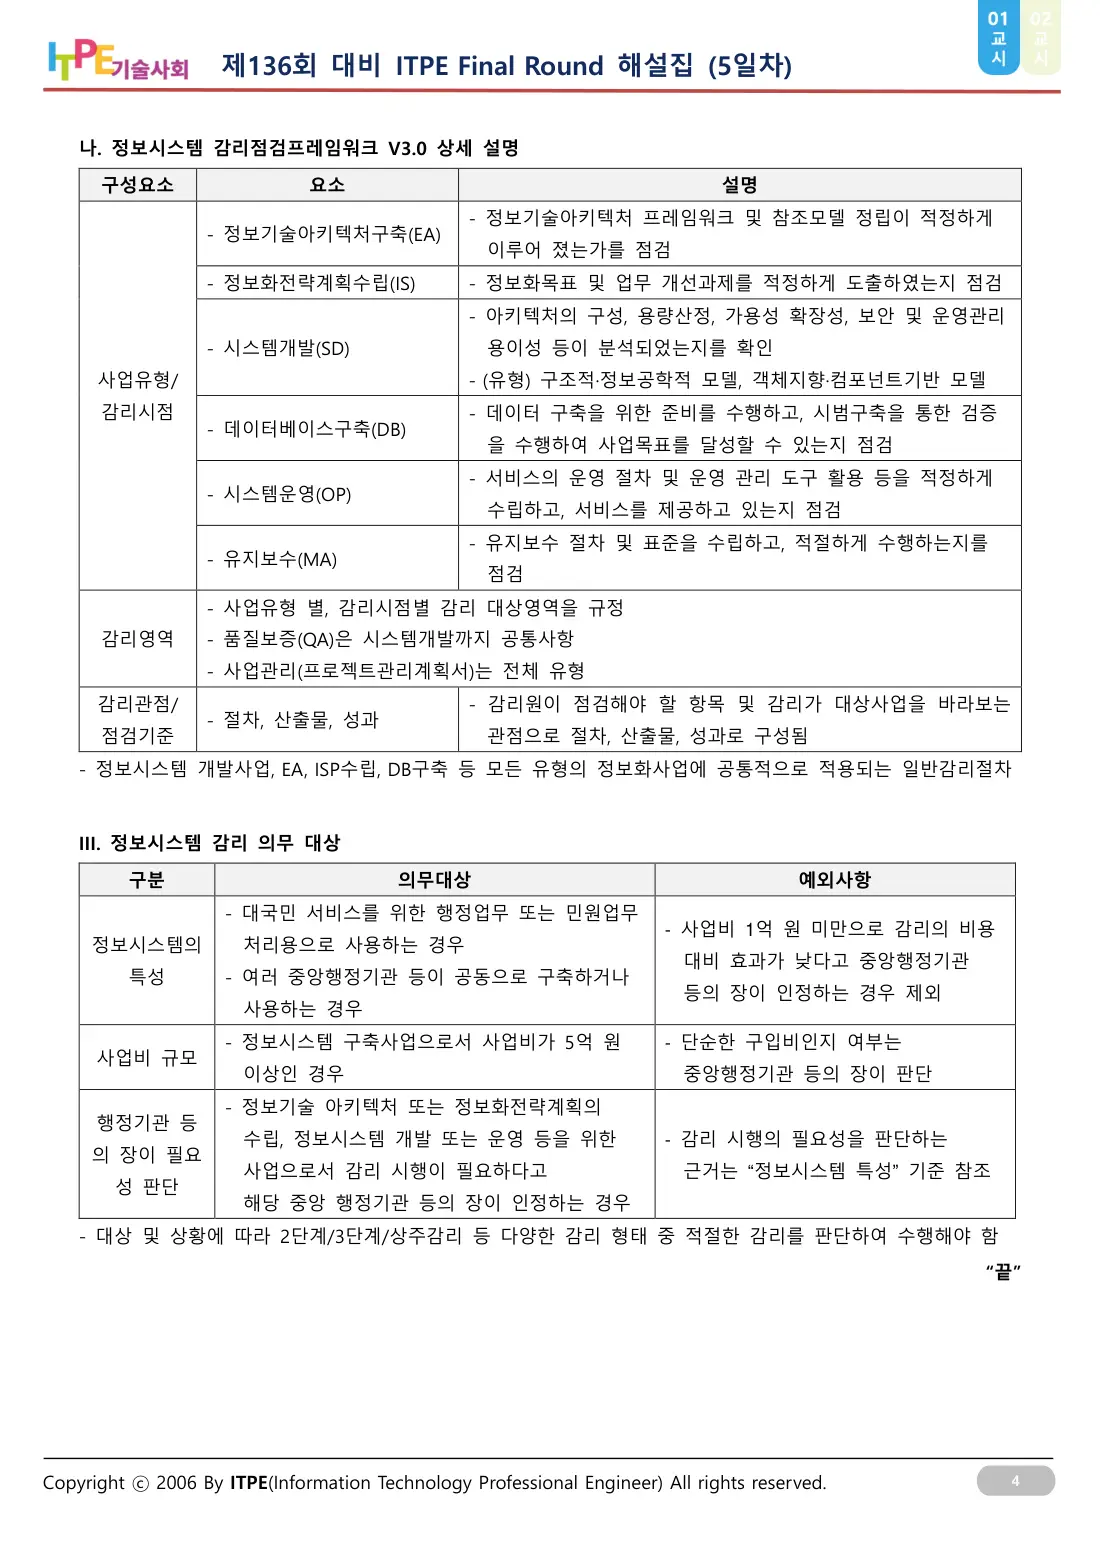 ITPE기술사회
제136회 대비 ITPE Final Round 해설집 (5일차)
01
교
시
02
교
시
나. 정보시스템 감리점검프레임워크 V3.0 상세 설명
구성요소 요소 설명
사업유형/
감리시점
- 정보기술아키텍처구축(EA)
- 정보기술아키텍처 프레임워크 및 참조모델 정립이 적정하게
이루어 졌는가를 점검
- 정보화전략계획수립(IS)
- 정보화목표 및 업무 개선과제를 적정하게 도출하였는지 점검
- 시스템개발(SD)
- 아키텍처의 구성, 용량산정, 가용성 확장성, 보안 및 운영관리
용이성 등이 분석되었는지를 확인
- (유형) 구조적·정보공학적 모델, 객체지향·컴포넌트기반 모델
- 데이터베이스구축(DB)
- 데이터 구축을 위한 준비를 수행하고, 시범구축을 통한 검증
을 수행하여 사업목표를 달성할 수 있는지 점검
- 시스템운영(OP)
- 서비스의 운영 절차 및 운영 관리 도구 활용 등을 적정하게
수립하고, 서비스를 제공하고 있는지 점검
- 유지보수(MA)
- 유지보수 절차 및 표준을 수립하고, 적절하게 수행하는지를
점검
감리영역
- 사업유형 별, 감리시점별 감리 대상영역을 규정
- 품질보증(QA)은 시스템개발까지 공통사항
- 사업관리(프로젝트관리계획서)는 전체 유형
감리관점/
점검기준
- 절차, 산출물, 성과
- 감리원이 점검해야 할 항목 및 감리가 대상사업을 바라보는
관점으로 절차, 산출물, 성과로 구성됨
- 정보시스템 개발사업, EA, ISP수립, DB구축 등 모든 유형의 정보화사업에 공통적으로 적용되는 일반감리절차
III. 정보시스템 감리 의무 대상
구분 의무대상 예외사항
정보시스템의
특성
- 대국민 서비스를 위한 행정업무 또는 민원업무
처리용으로 사용하는 경우
- 여러 중앙행정기관 등이 공동으로 구축하거나
사용하는 경우
- 사업비 1억 원 미만으로 감리의 비용
대비 효과가 낮다고 중앙행정기관
등의 장이 인정하는 경우 제외
사업비 규모
- 정보시스템 구축사업으로서 사업비가 5억 원
이상인 경우
- 단순한 구입비인지 여부는
중앙행정기관 등의 장이 판단
행정기관 등
의 장이 필요
성 판단
- 정보기술 아키텍처 또는 정보화전략계획의
수립, 정보시스템 개발 또는 운영 등을 위한
사업으로서 감리 시행이 필요하다고
해당 중앙 행정기관 등의 장이 인정하는 경우
- 감리 시행의 필요성을 판단하는
근거는 “정보시스템 특성” 기준 참조
- 대상 및 상황에 따라 2단계/3단계/상주감리 등 다양한 감리 형태 중 적절한 감리를 판단하여 수행해야 함
“끝”
Copyright ⓒ 2006 By ITPE(Information Technology Professional Engineer) All rights reserved.
4